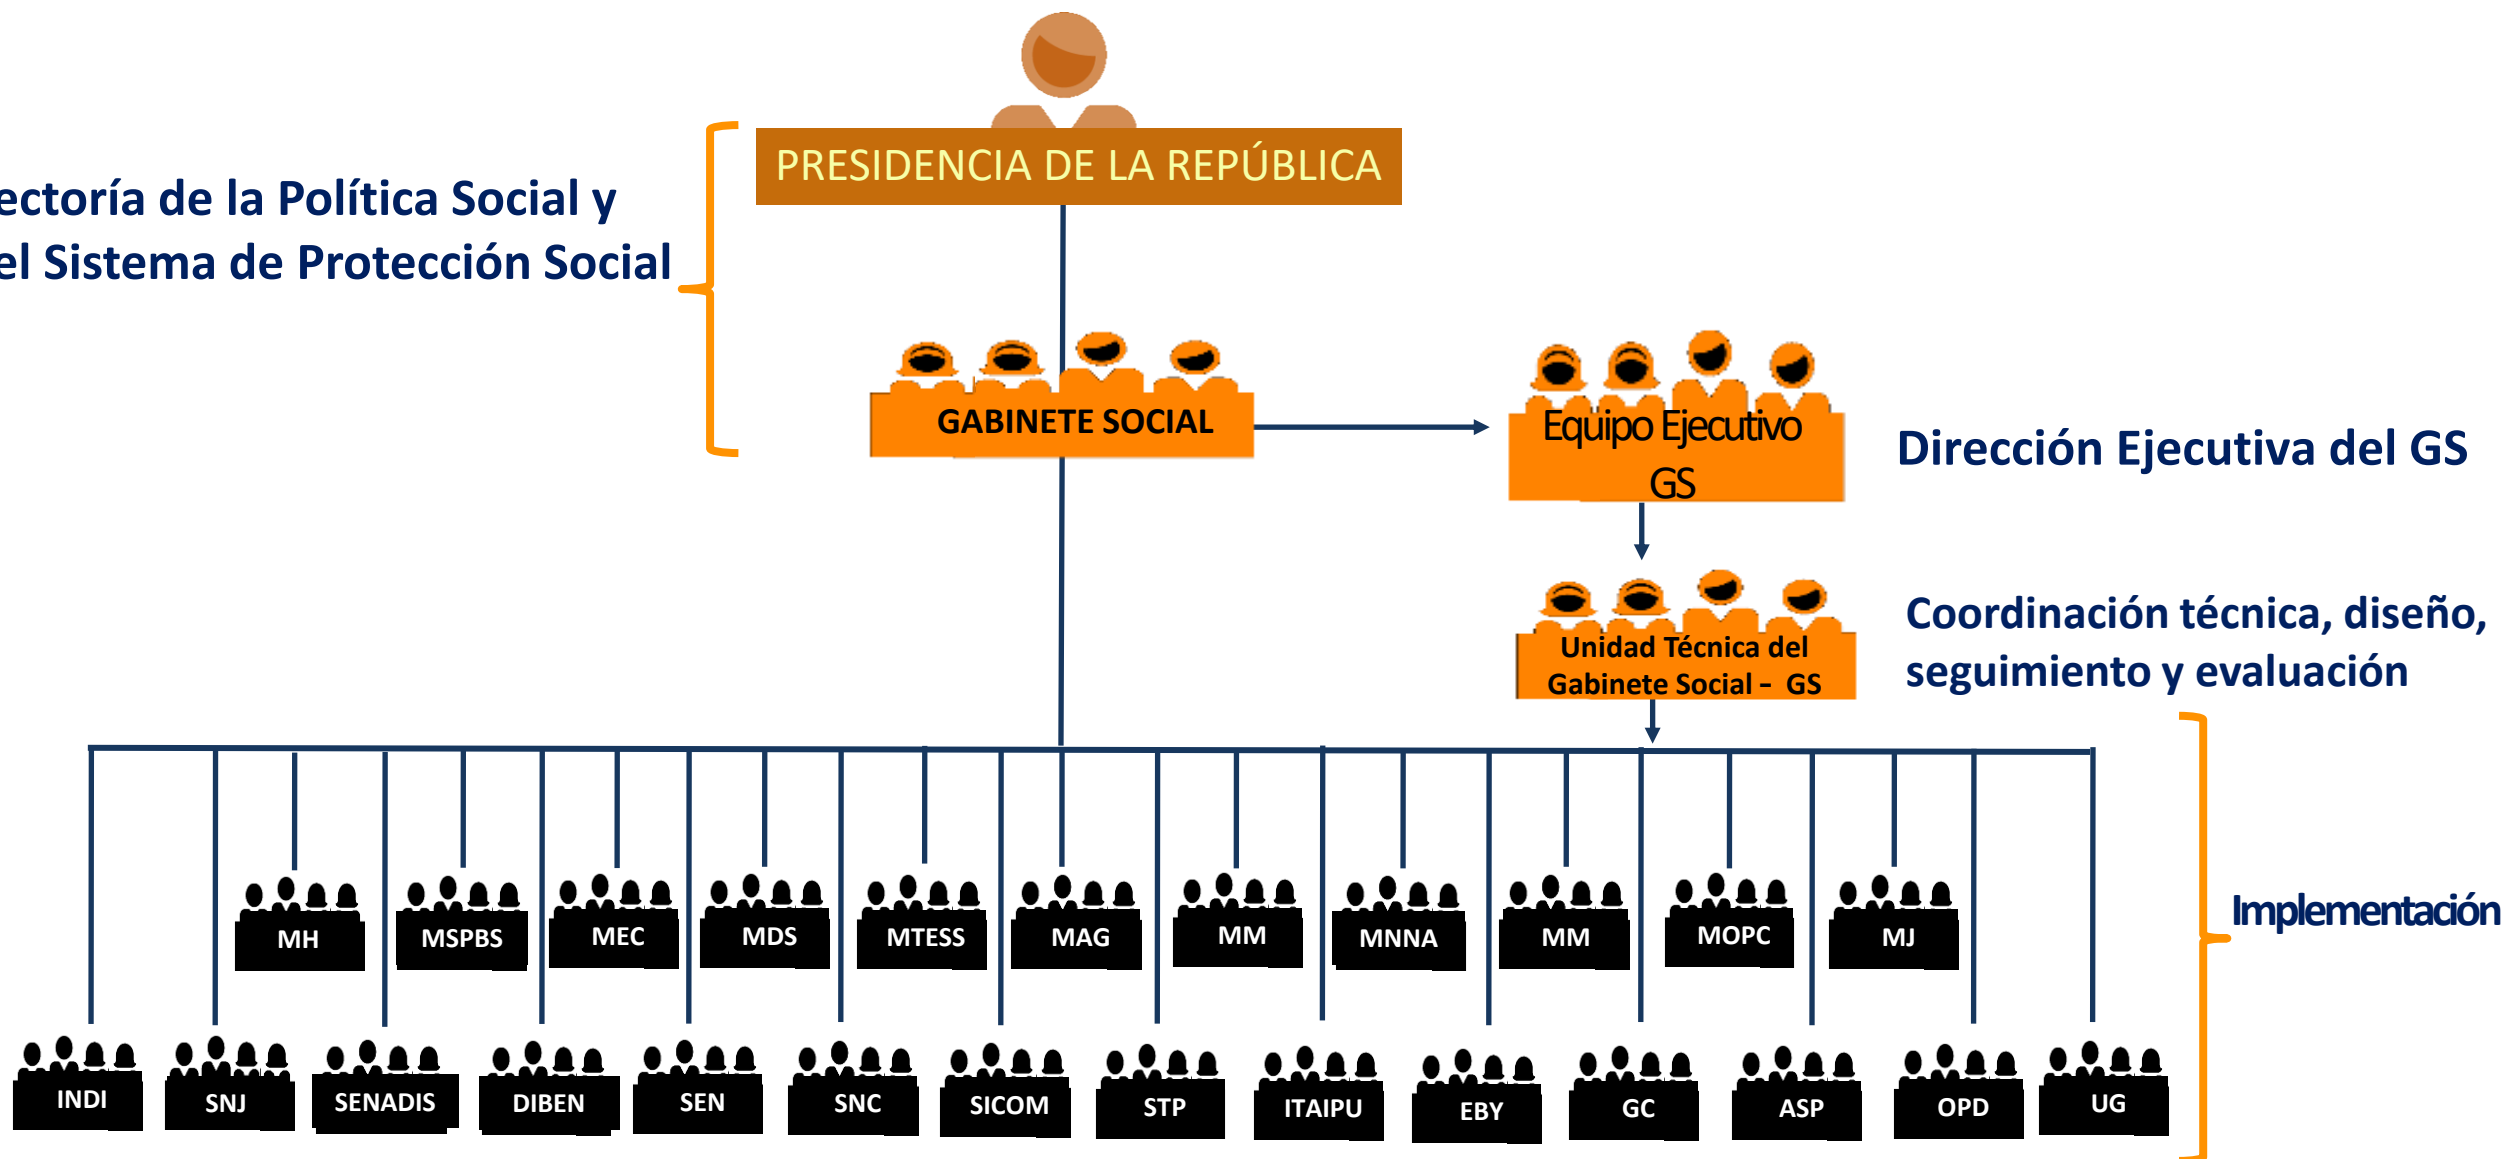 PRESIDENCIA DE LA REPÚBLICA
ectoría de la Política Social y
el Sistema de Protección Social
GABINETE SOCIAL
Equipo Ejecutivo
GS
Dirección Ejecutiva del GS
Unidad Técnica del
Gabinete Social – GS
Coordinación técnica, diseño,
seguimiento y evaluación
Implementación
MH
MSPBS
MEC
MDS
MTESS
MAG
MM
MNNA
MM
MOPC
MJ
INDI
SNJ
SENADIS
DIBEN
SEN
SNC
SICOM
STP
ITAIPU
EBY
GC
ASP
OPD
UG